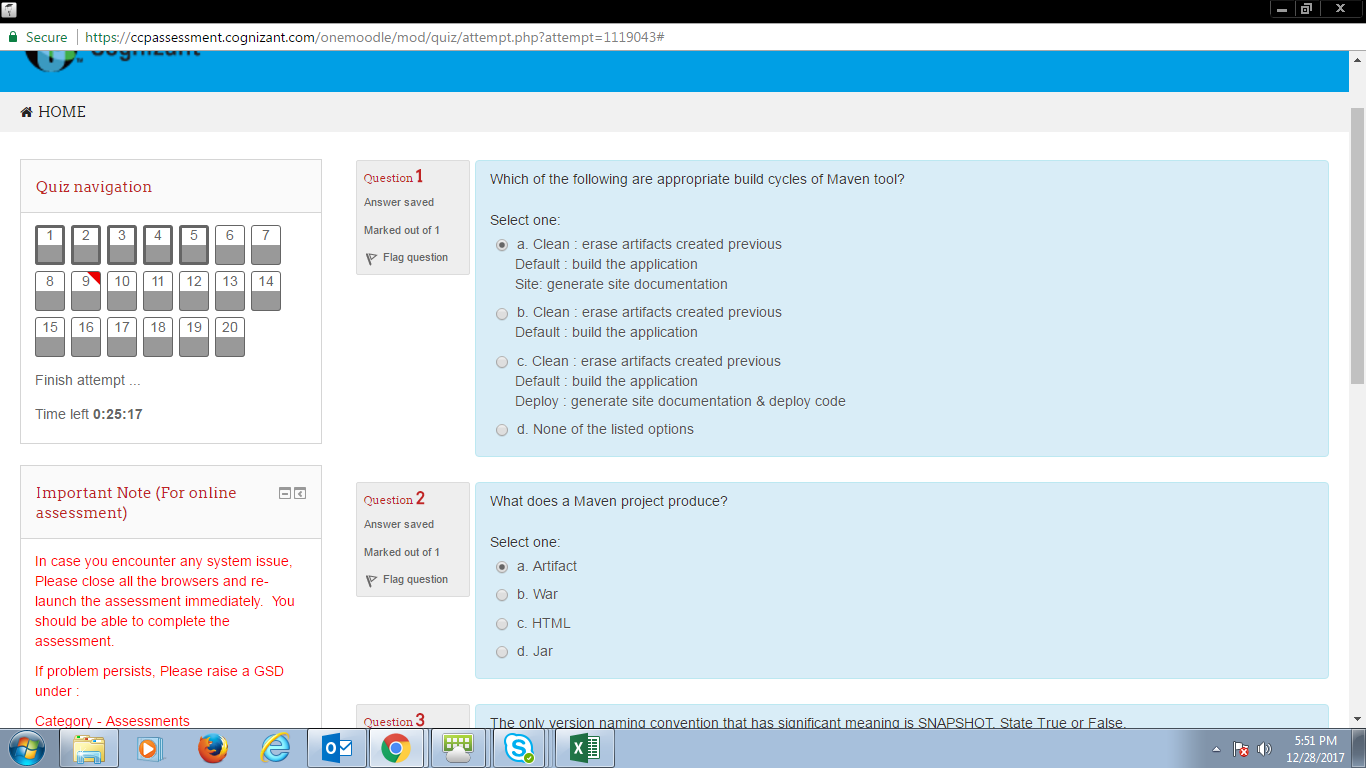 Secure https://ccpassessment.cognizant.com/onemoodle/mod/quiz/attempt.php?attempt=1119043#
Cognizant
HOME
Quiz navigation
1 2 3 4 5 6 7
8 9 10 11 12 13 14
15 16 17 18 19 20
Finish attempt ...
Time left 0:25:17
Important Note (For online
assessment)
In case you encounter any system issue,
Please close all the browsers and re-
launch the assessment immediately. You
should be able to complete the
assessment.
If problem persists, Please raise a GSD
under :
Category - Assessments
Question 1
Answer saved
Marked out of 1
Flag question
Which of the following are appropriate build cycles of Maven tool?
Select one:
a. Clean : erase artifacts created previous
Default : build the application
Site: generate site documentation
b. Clean : erase artifacts created previous
Default : build the application
c. Clean : erase artifacts created previous
Default : build the application
Deploy : generate site documentation & deploy code
d. None of the listed options
Question 2
Answer saved
Marked out of 1
Flag question
What does a Maven project produce?
Select one:
a. Artifact
b. War
c. HTML
d. Jar
Question 3
The only version naming convention that has significant meaning is SNAPSHOT. State True or False.
5:51 PM
12/28/2017